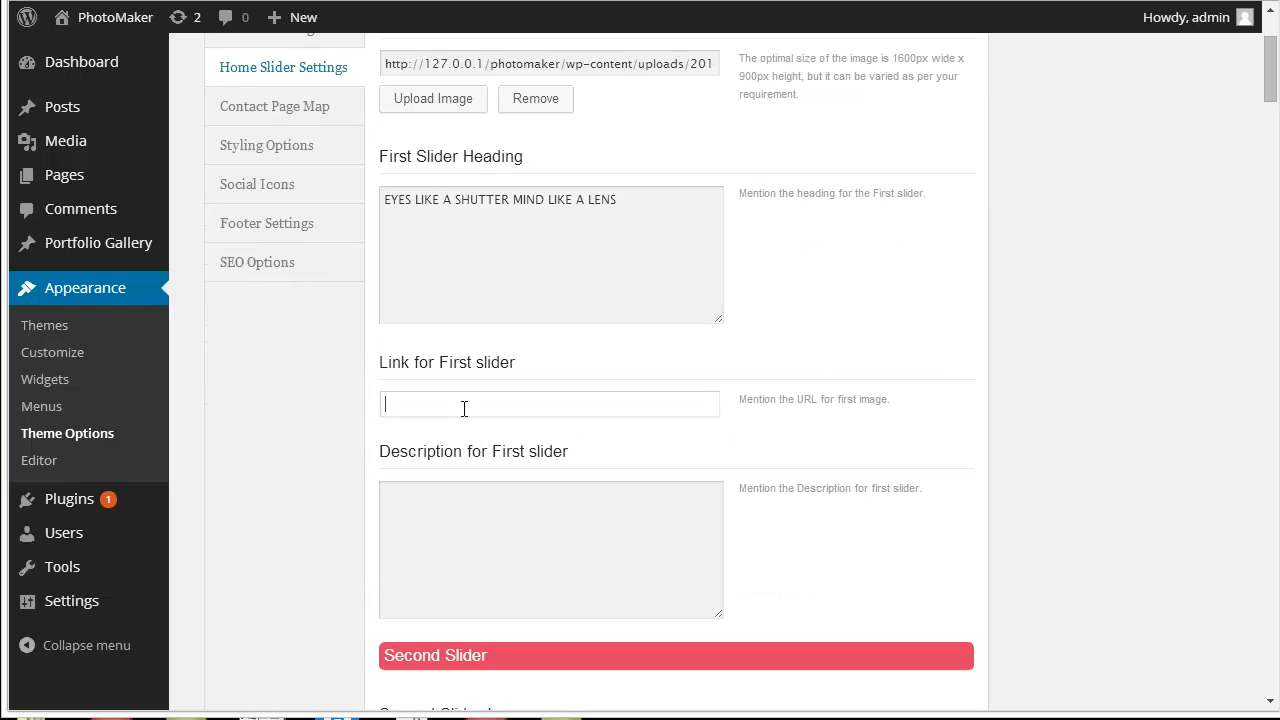 PhotoMaker 2 0 New Howdy, admin
Dashboard
Posts
Media
Pages
Comments
Portfolio Gallery
Appearance
Themes
Customize
Widgets
Menus
Theme Options
Editor
Plugins 1
Users
Tools
Settings
Collapse menu
Home Slider Settings
Contact Page Map
Styling Options
Social Icons
Footer Settings
SEO Options
http://127.0.0.1/photomaker/wp-content/uploads/201
The optimal size of the image is 1600px wide x
900px height, but it can be varied as per your
requirement.
Upload Image Remove
First Slider Heading
EYES LIKE A SHUTTER MIND LIKE A LENS
Mention the heading for the First slider.
Link for First slider
Mention the URL for first image.
Description for First slider
Mention the Description for first slider.
Second Slider